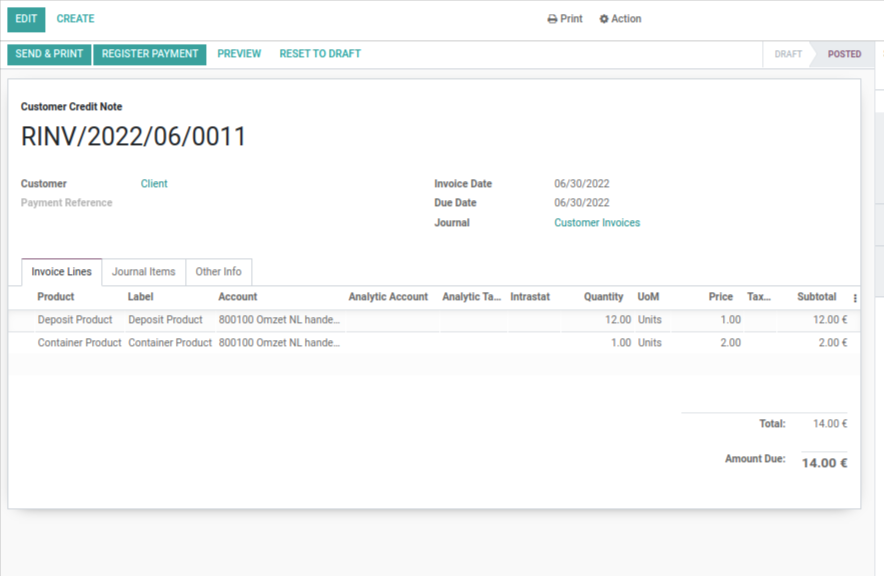 EDIT CREATE Print Action
SEND & PRINT REGISTER PAYMENT PREVIEW RESET TO DRAFT DRAFT POSTED
Customer Credit Note
RINV/2022/06/0011
Customer Client Invoice Date 06/30/2022
Payment Reference Due Date 06/30/2022
Journal Customer Invoices
Invoice Lines Journal Items Other Info
Product Label Account Analytic Account Analytic Ta... Intrastat Quantity UoM Price Tax... Subtotal
Deposit Product Deposit Product 800100 Omzet NL hande... 12.00 Units 1.00 12.00 €
Container Product Container Product 800100 Omzet NL hande... 1.00 Units 2.00 2.00 €
Total: 14.00 €
Amount Due: 14.00 €